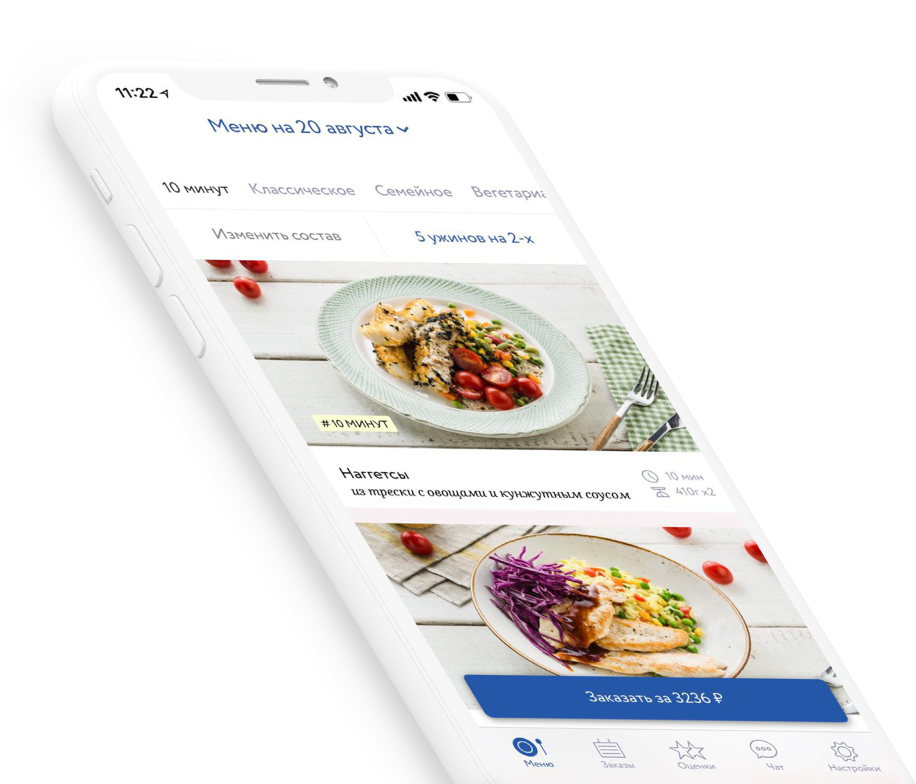 11:22
Меню на 20 августа
10 минут Классическое Семейное Вегетариа
Изменить состав 5 ужинов на 2-х
#10 МИНУТ
Наггетсы
из трески с овощами и кунжутным соусом
10 мин
410г x2
Заказать за 3236 ₽
Меню Заказы Оценки Чат Настройки